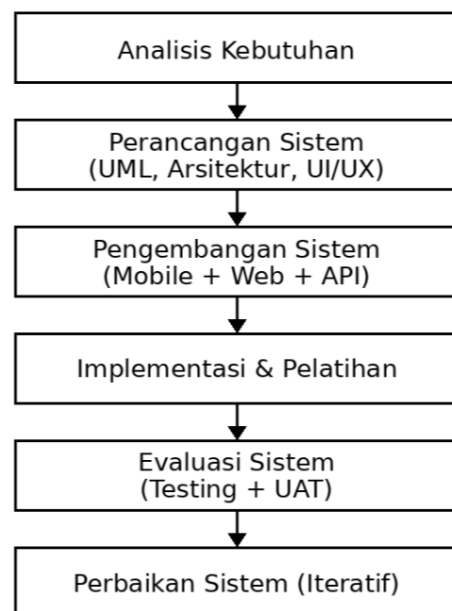 Analisis Kebutuhan
Perancangan Sistem
(UML, Arsitektur, UI/UX)
Pengembangan Sistem
(Mobile + Web + API)
Implementasi & Pelatihan
Evaluasi Sistem
(Testing + UAT)
Perbaikan Sistem (Iteratif)